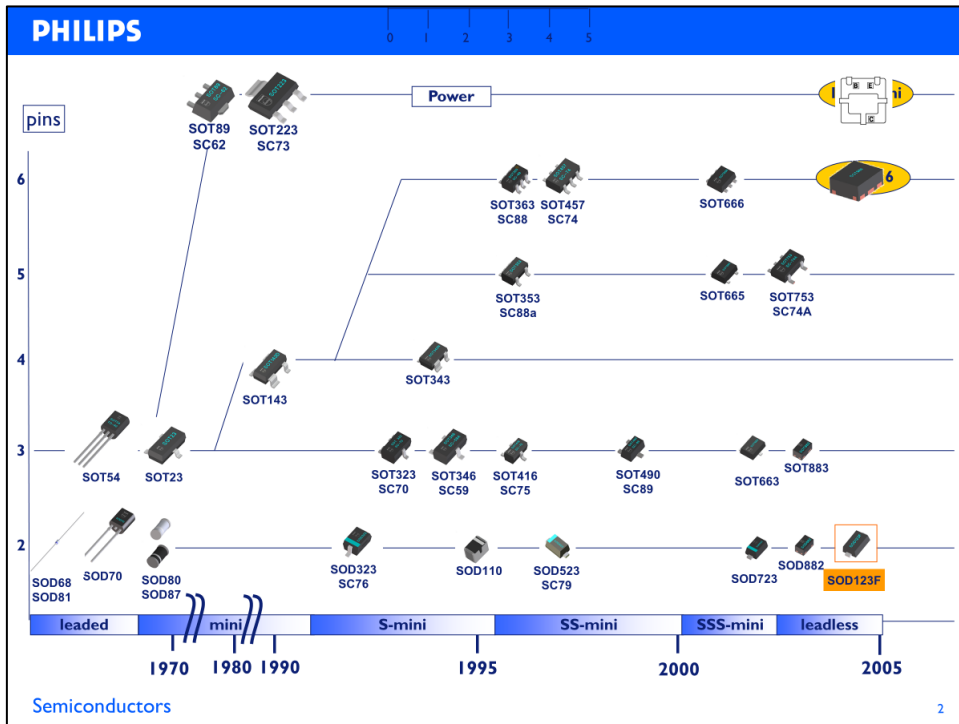 PHILIPS
0 1 2 3 4 5
Power
B E
C
ni
pins
SOT89
SC62
SOT223
SC73
6
SOT363
SC88
SOT457
SC74
SOT666
6
5
SOT353
SC88a
SOT665
SOT753
SC74A
4
SOT143
SOT343
3
SOT54
SOT23
SOT323
SC70
SOT346
SC59
SOT416
SC75
SOT490
SC89
SOT663
SOT883
2
SOD68
SOD81
SOD70
SOD80
SOD87
SOD323
SC76
SOD110
SOD523
SC79
SOD723
SOD882
SOD123F
leaded mini S-mini SS-mini SSS-mini leadless
1970 1980 1990 1995 2000 2005
Semiconductors
2